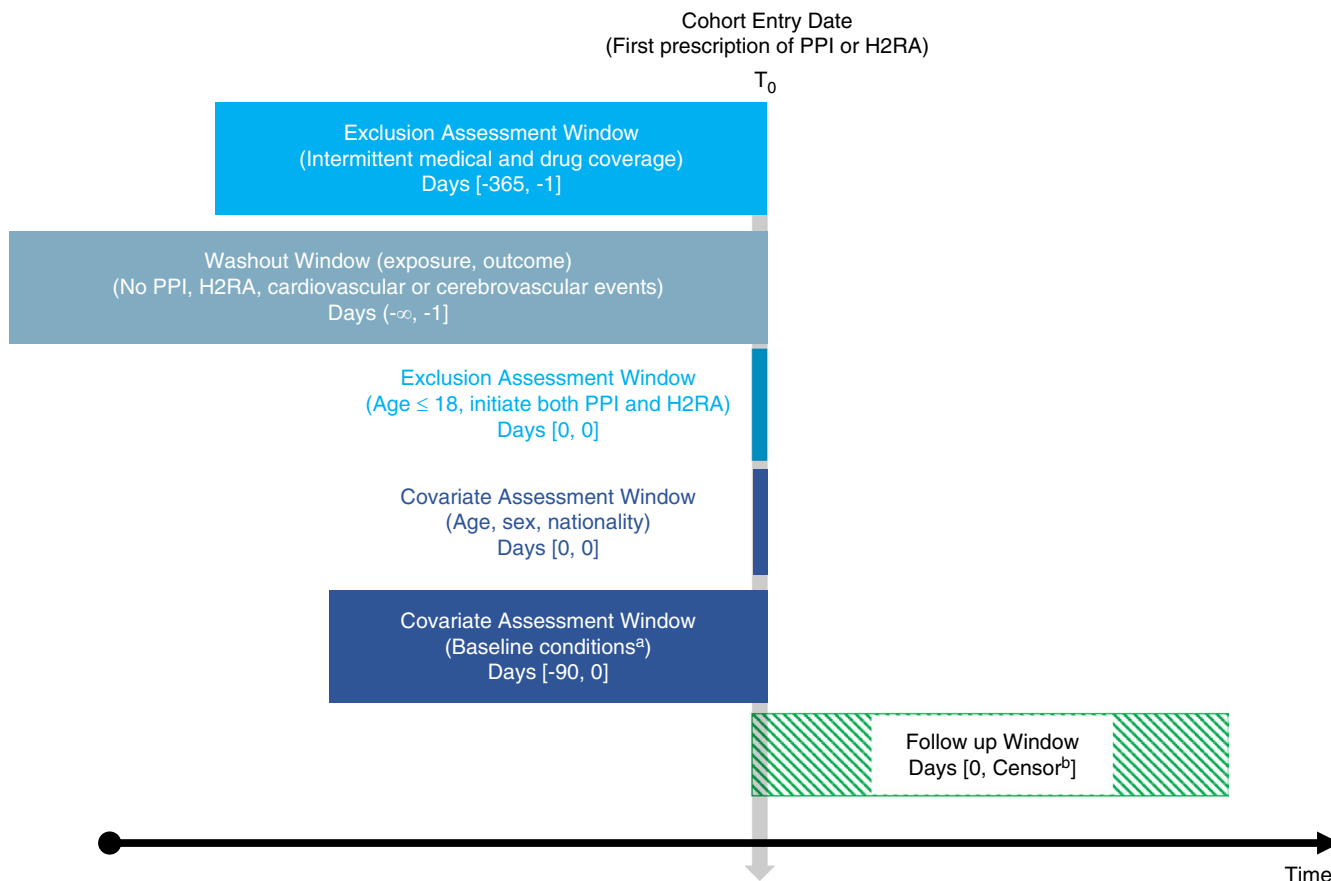 Cohort Entry Date
(First prescription of PPI or H2RA)
T0
Exclusion Assessment Window
(Intermittent medical and drug coverage)
Days [-365, -1]
Washout Window (exposure, outcome)
(No PPI, H2RA, cardiovascular or cerebrovascular events)
Days (-∞, -1]
Exclusion Assessment Window
(Age ≤ 18, initiate both PPI and H2RA)
Days [0, 0]
Covariate Assessment Window
(Age, sex, nationality)
Days [0, 0]
Covariate Assessment Window
(Baseline conditionsa)
Days [-90, 0]
Follow up Window
Days [0, Censorb]
Time